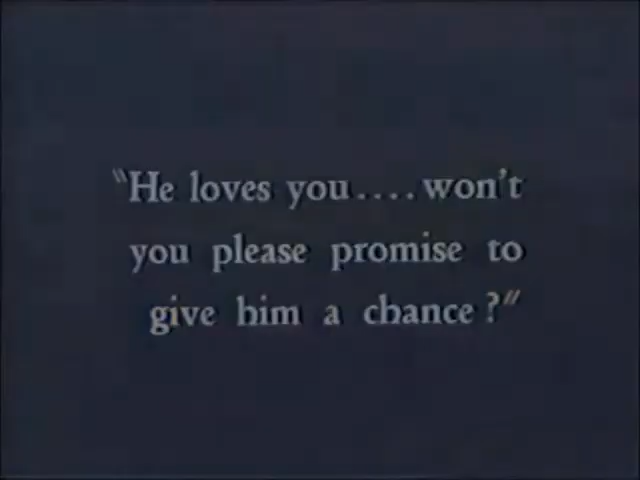 "He loves you....won't
you please promise to
give him a chance?"